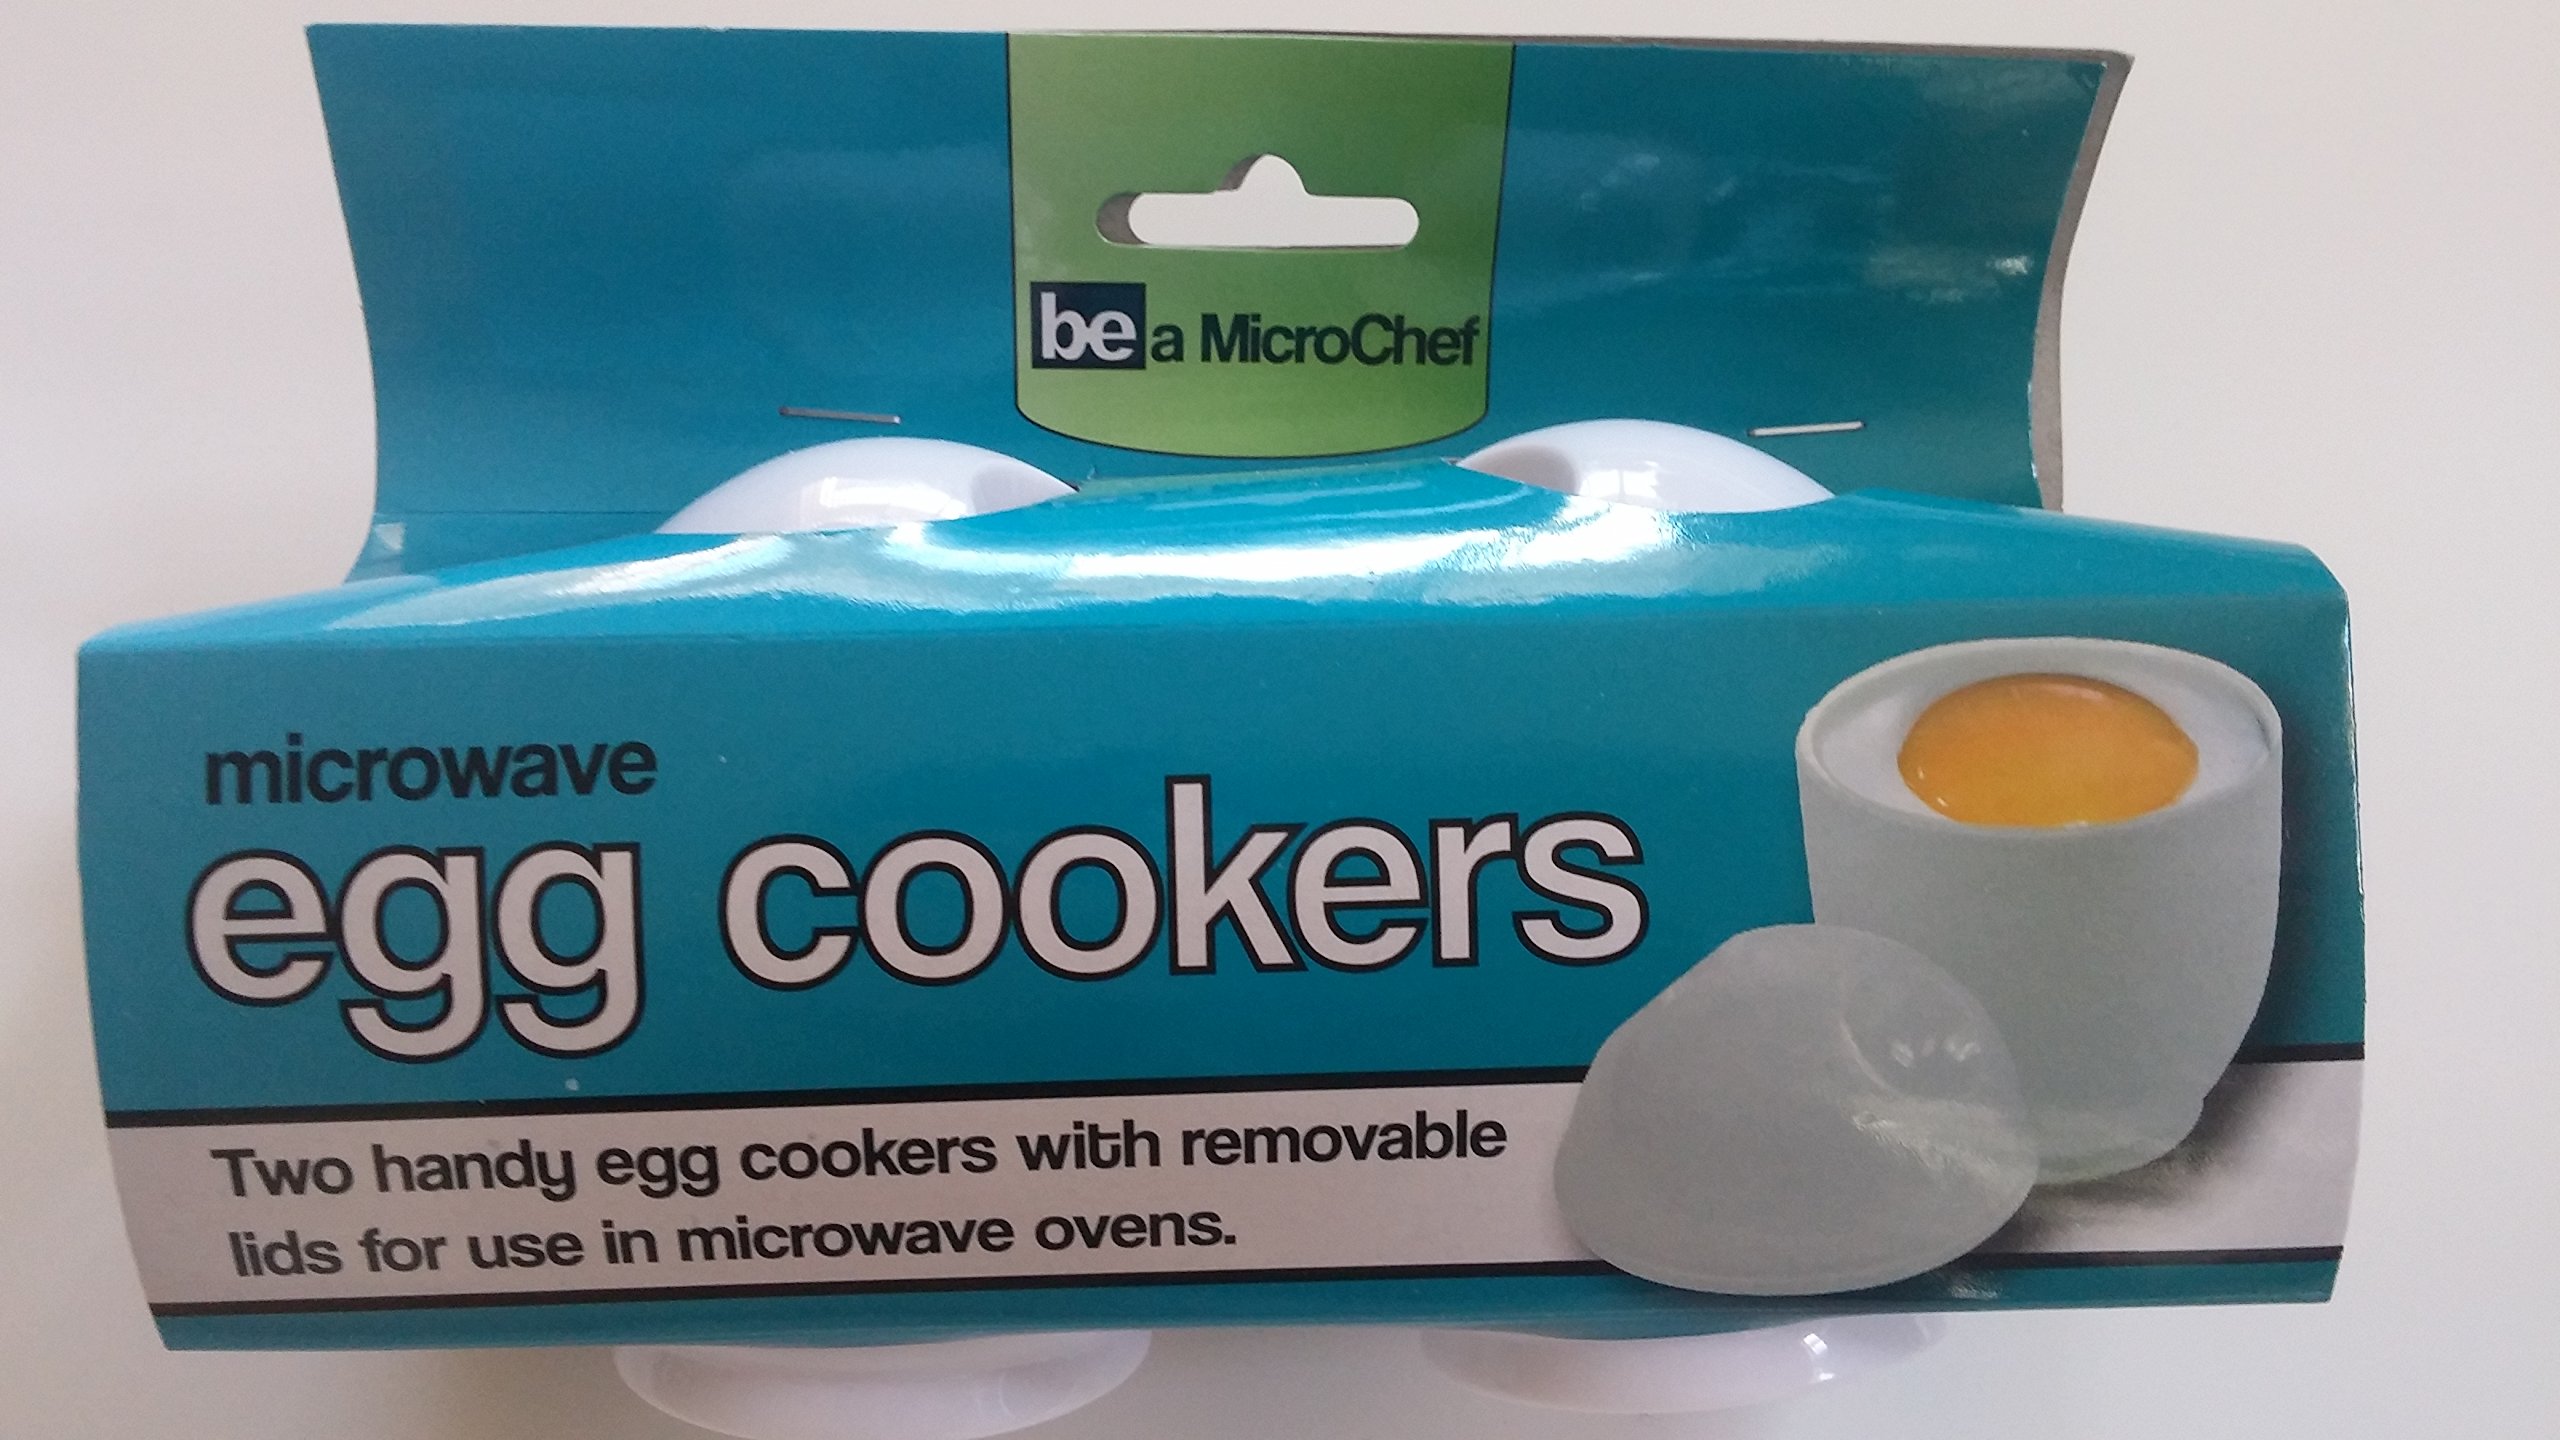 be a MicroChef
microwave
egg cookers
Two handy egg cookers with removable
lids for use in microwave ovens.